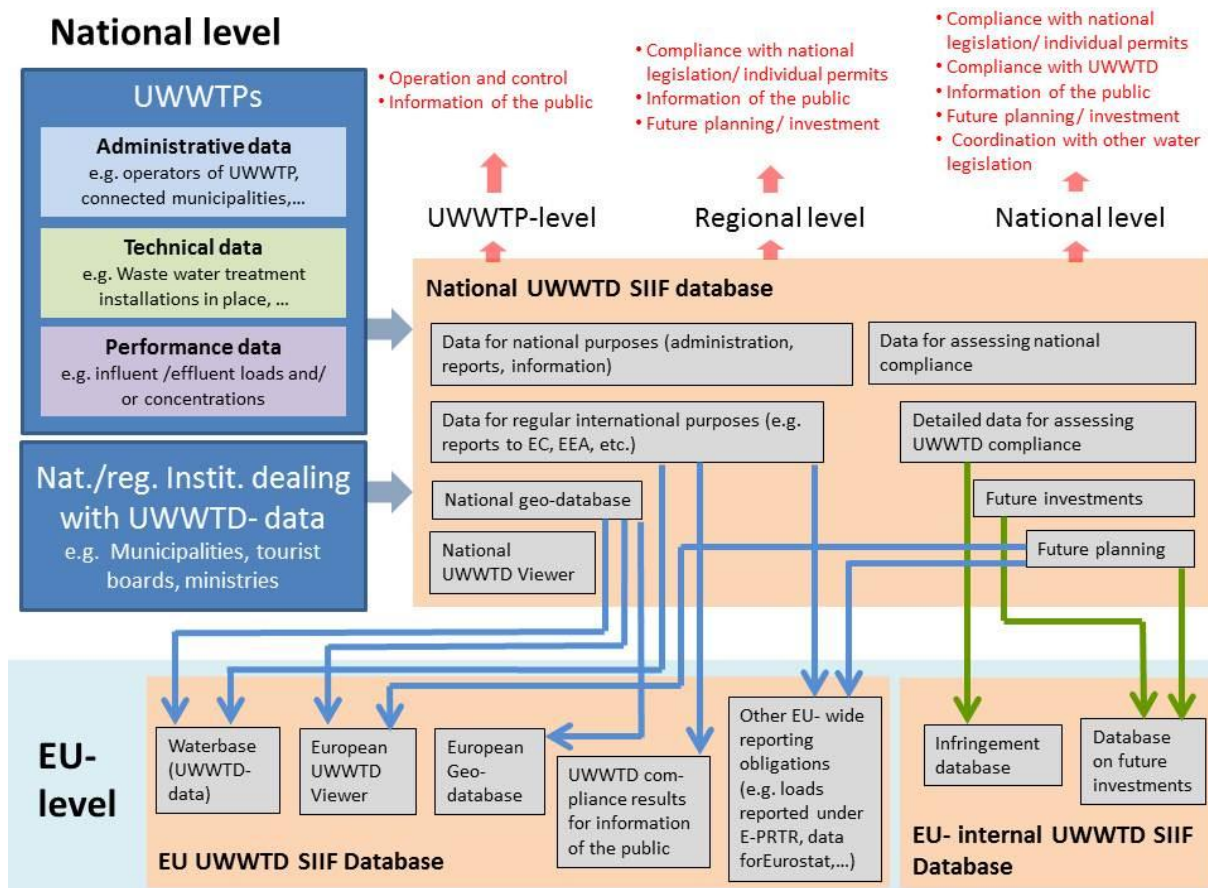 National level
UWWTPs
Administrative data
e.g. operators of UWWTP,
connected municipalities,...
Technical data
e.g. Waste water treatment
installations in place, ...
Performance data
e.g. influent /effluent loads and/
or concentrations
Nat./reg. Instit. dealing
with UWWTD- data
e.g. Municipalities, tourist
boards, ministries
• Operation and control
• Information of the public
• Compliance with national
legislation/ individual permits
• Information of the public
• Future planning/ investment
• Compliance with national
legislation/ individual permits
• Compliance with UWWTD
• Information of the public
• Future planning/ investment
• Coordination with other water
legislation
UWWTP-level
Regional level
National level
National UWWTD SIIF database
Data for national purposes (administration,
reports, information)
Data for assessing national
compliance
Data for regular international purposes (e.g.
reports to EC, EEA, etc.)
Detailed data for assessing
UWWTD compliance
National geo-database
Future investments
National
UWWTD Viewer
Future planning
EU-
level
Waterbase
(UWWTD-
data)
European
UWWTD
Viewer
European
Geo-
database
UWWTD com-
pliance results
for information
of the public
Other EU- wide
reporting
obligations
(e.g. loads
reported under
E-PRTR, data
forEurostat,...)
EU UWWTD SIIF Database
Infringement
database
Database
on future
investments
EU- internal UWWTD SIIF
Database